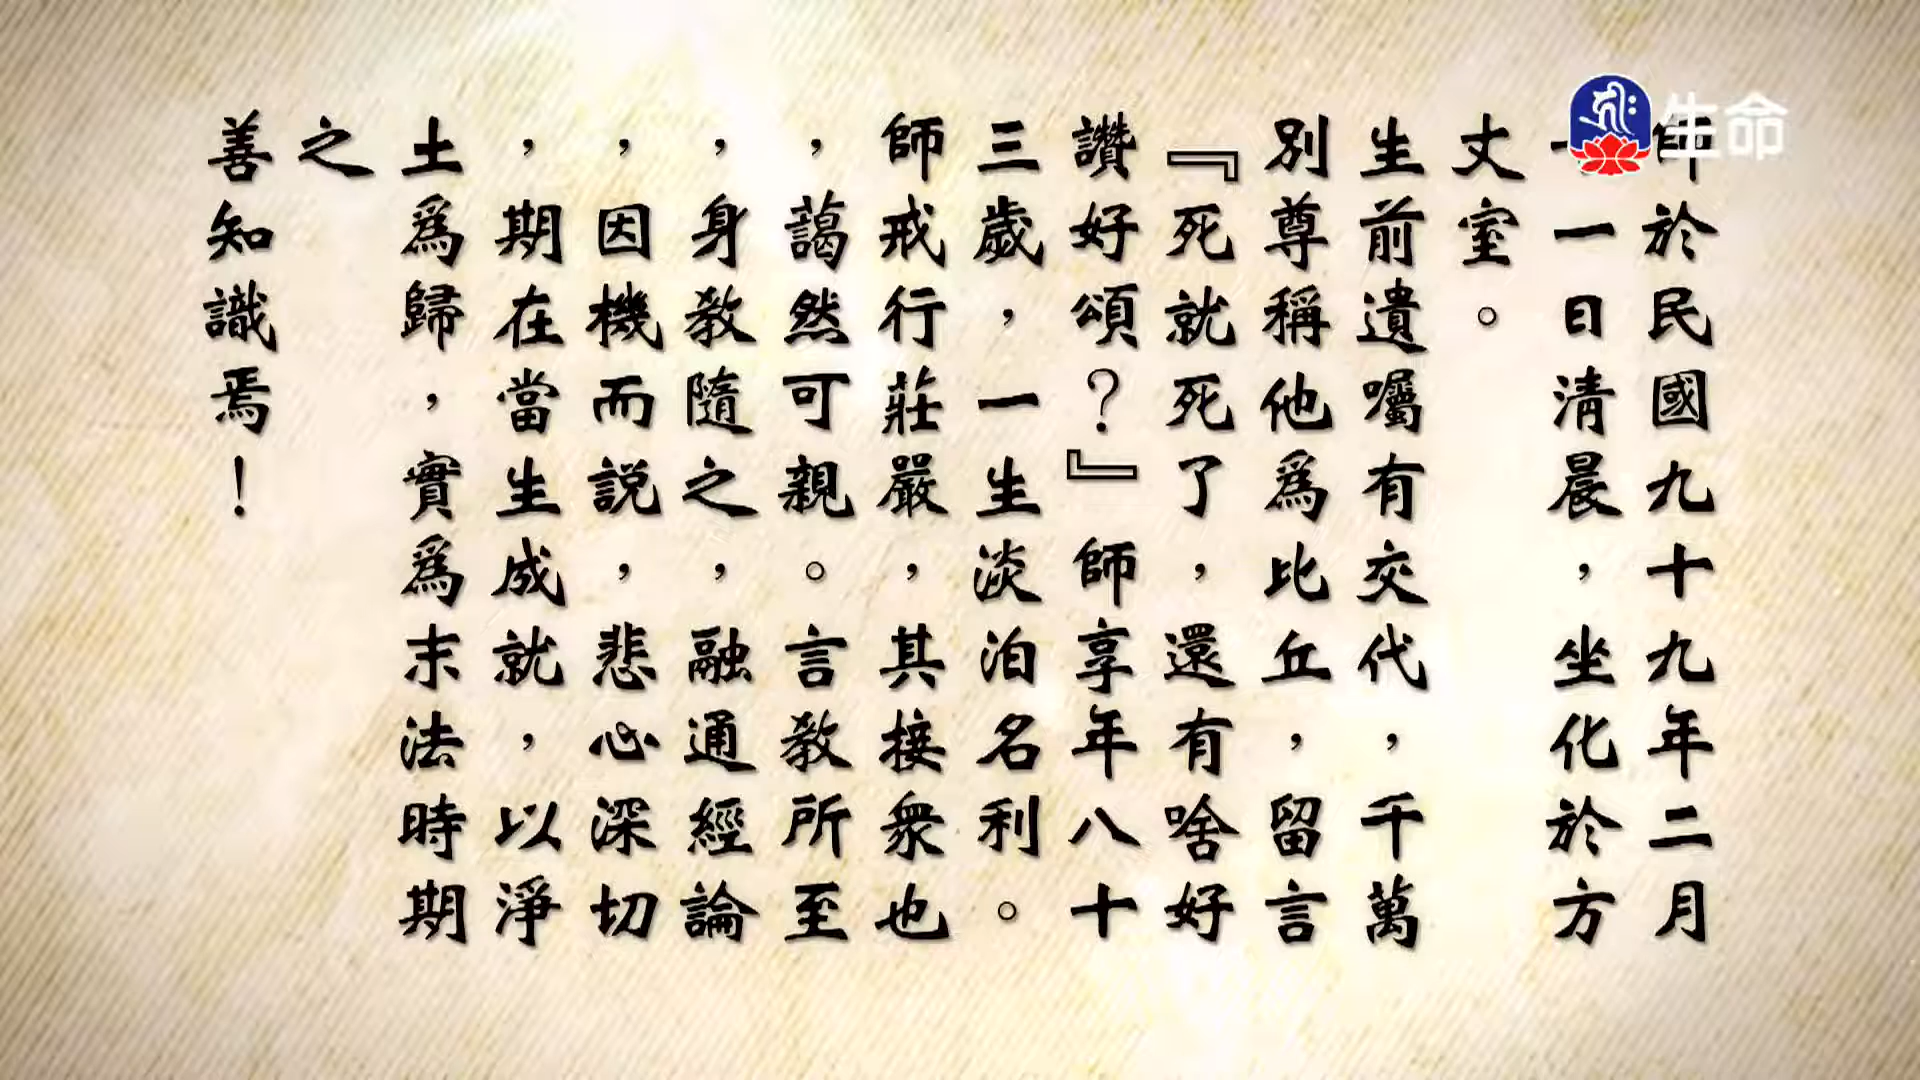 師於民國九十九年二月
一日清晨,坐化於方
丈室。
生前遺囑有交代,千萬
別尊稱他為比丘,留言
『死就死了,還有啥好
讚好頌?』師享年八十
三歲,一生淡泊名利。
師戒行莊嚴,其接衆也
,藹然可親。言教所至
,身教隨之,融通經論
,因機而說,悲心深切
,期在當生成就,以淨
土為歸,實為末法時期
之
善知識焉!
生命